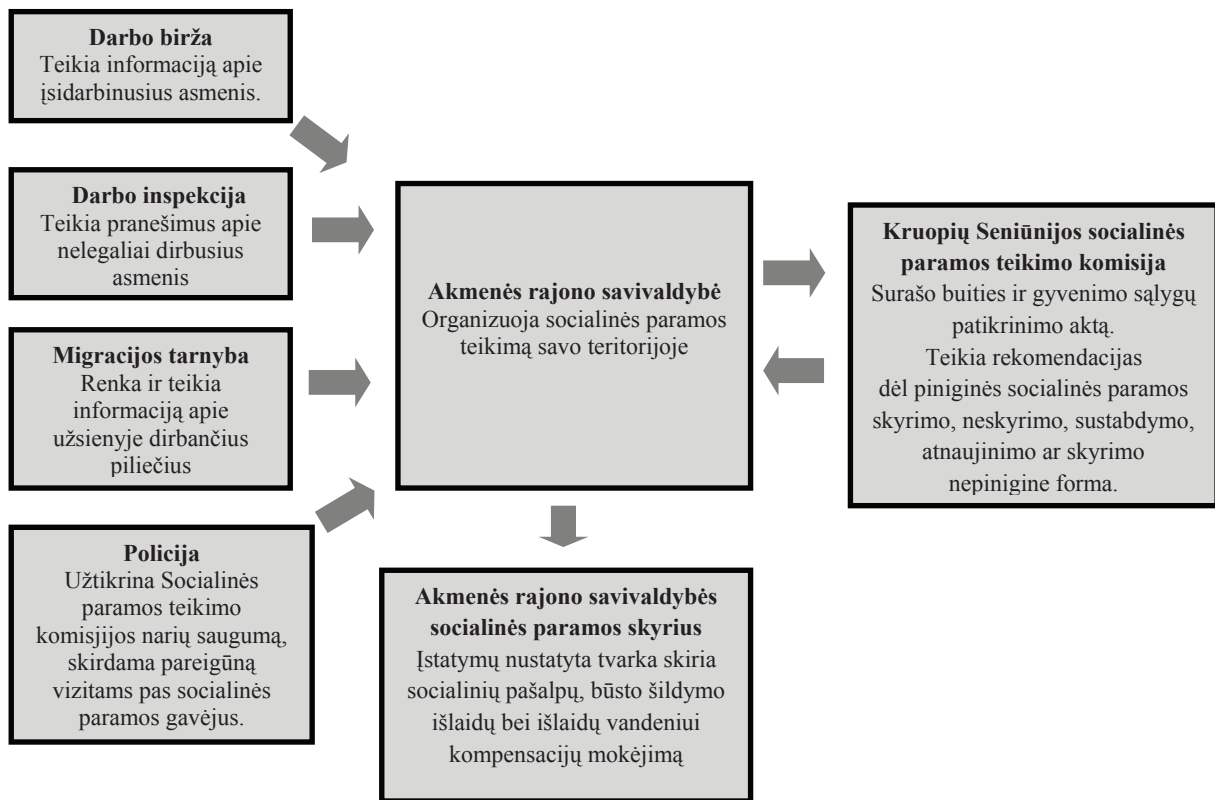 Darbo birža
Teikia informaciją apie
įsidarbinusius asmenis.
Darbo inspekcija
Teikia pranešimus apie
nelegaliai dirbusius
asmenis
Migracijos tarnyba
Renka ir teikia
informaciją apie
užsienyje dirbančius
piliečius
Policija
Užtikrina Socialinės
paramos teikimo
komisjijos narių saugumą,
skirdama pareigūną
vizitams pas socialinės
paramos gavėjus.
Akmenės rajono savivaldybė
Organizuoja socialinės paramos
teikimą savo teritorijoje
Akmenės rajono savivaldybės
socialinės paramos skyrius
Įstatymų nustatyta tvarka skiria
socialinių pašalpų, būsto šildymo
išlaidų bei išlaidų vandeniui
kompensacijų mokėjimą
Kruopių Seniūnijos socialinės
paramos teikimo komisija
Surašo buities ir gyvenimo sąlygų
patikrinimo aktą.
Teikia rekomendacijas
dėl piniginės socialinės paramos
skyrimo, neskyrimo, sustabdymo,
atnaujinimo ar skyrimo
nepinigine forma.